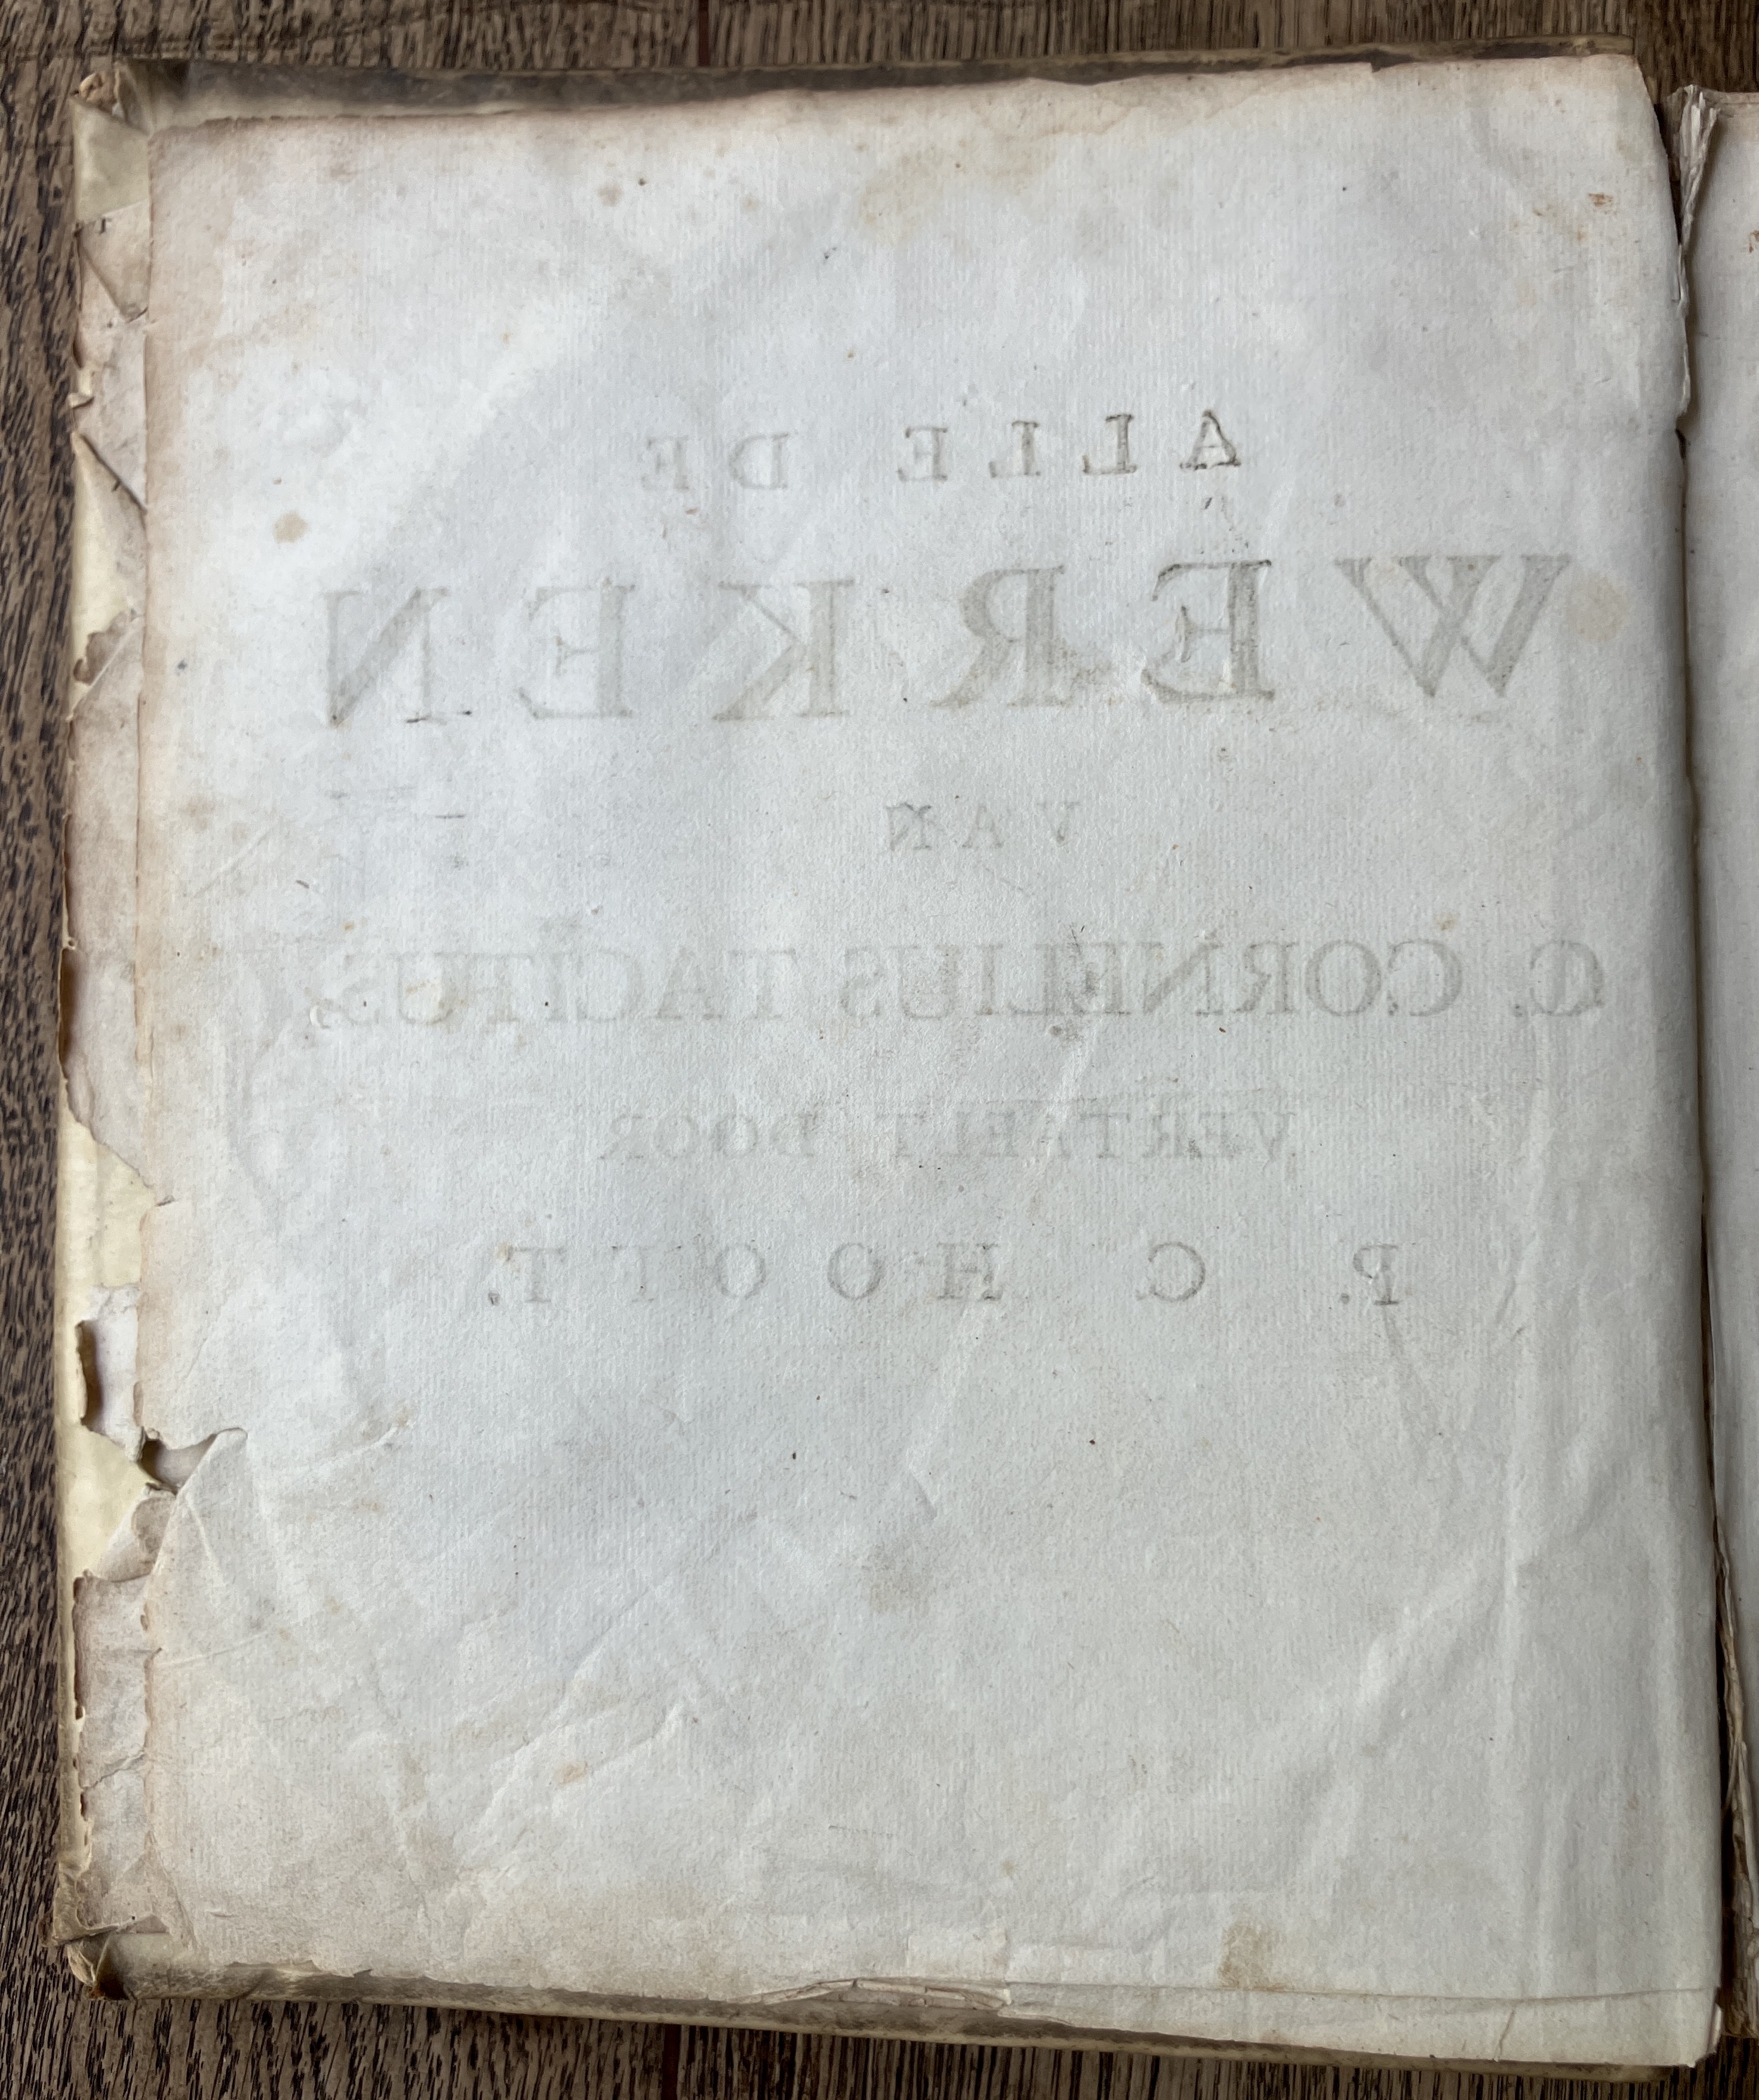 ALLE DE
WERKEN
VAN
C. CORNELIUS TACITUS.
VERTAELT DOOR
P. C. HOOFT.